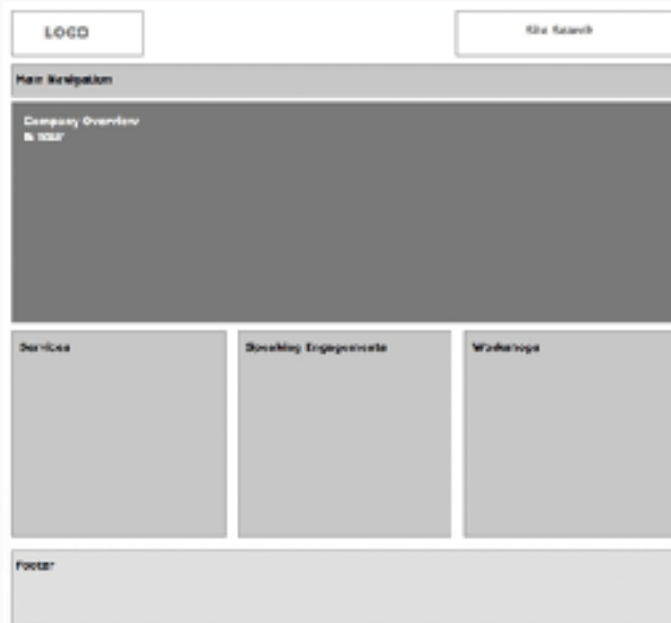 LOGO
Site Search
Main Navigation
Company Overview
Services
Speaking Engagements
Workshops
Footer